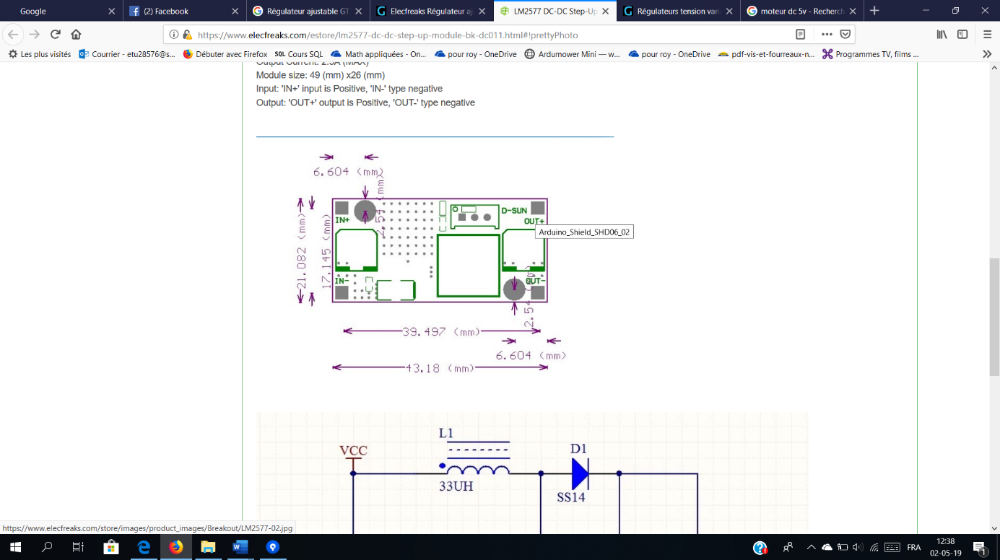 Google
(2) Facebook
Régulateur ajustable GT
Elecfreaks Régulateur aj
LM2577 DC-DC Step-Up
Régulateurs tension varia
moteur dc 5v - Recherch
https://www.elecfreaks.com/estore/lm2577-dc-dc-step-up-module-bk-dc011.html#!prettyPhoto
Les plus visités
Courrier - etu28576@s...
Débuter avec Firefox
SQL Cours SQL
Math appliquées - On...
pour roy - OneDrive
Ardumower Mini — w...
pour roy - OneDrive
pdf-vis-et-fourreaux-n...
Programmes TV, films ...
Output Current: 2.5A (MAX)
Module size: 49 (mm) x26 (mm)
Input: 'IN+' input is Positive, 'IN-' type negative
Output: 'OUT+' output is Positive, 'OUT-' type negative
6.604 (mm)
2.54 (mm)
D-SUN
IN+
OUT+
Arduino_Shield_SHD06_02
21.082 (mm)
17.145 (mm)
IN-
OUT-
2.54 (mm)
39.497 (mm)
6.604 (mm)
43.18 (mm)
L1
VCC
D1
33UH
SS14
https://www.elecfreaks.com/store/images/product_images/Breakout/LM2577-02.jpg
FRA
12:38
02-05-19
1